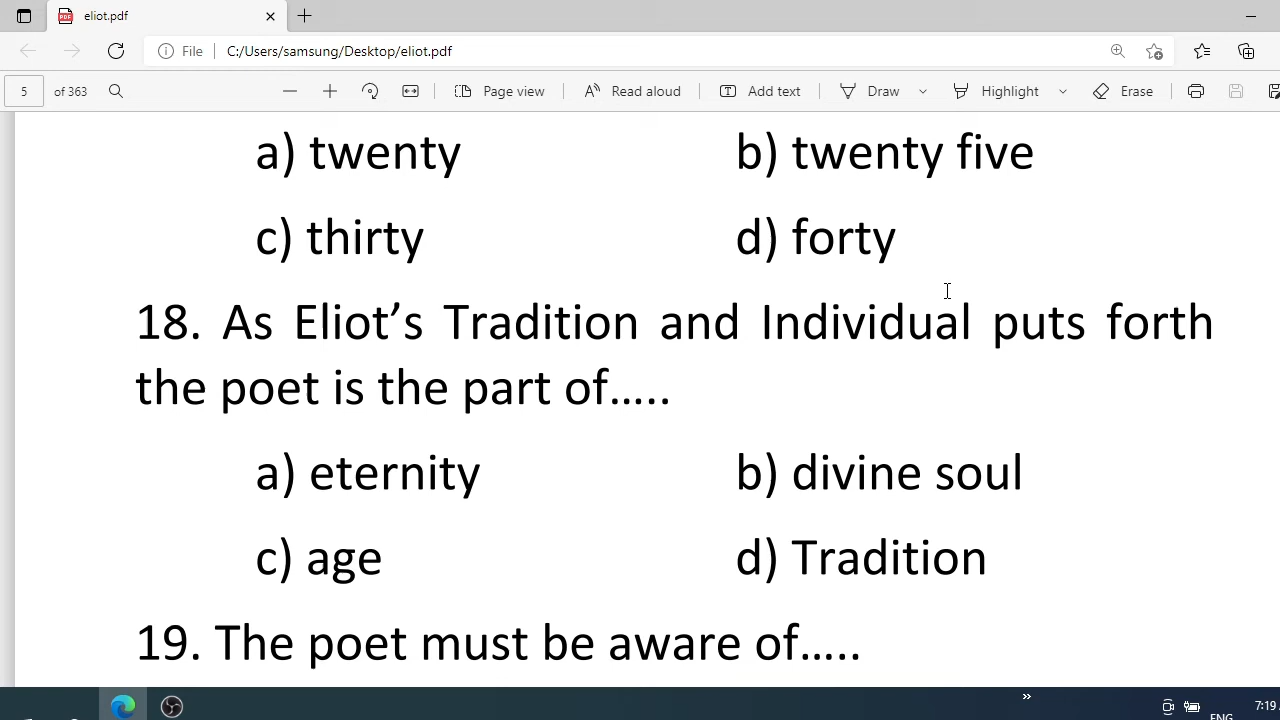 eliot.pdf
File C:/Users/samsung/Desktop/eliot.pdf
5 of 363 Page view Read aloud Add text Draw Highlight Erase
a) twenty b) twenty five
c) thirty d) forty
18. As Eliot’s Tradition and Individual puts forth
the poet is the part of.....
a) eternity b) divine soul
c) age d) Tradition
19. The poet must be aware of.....
ENG 7:19